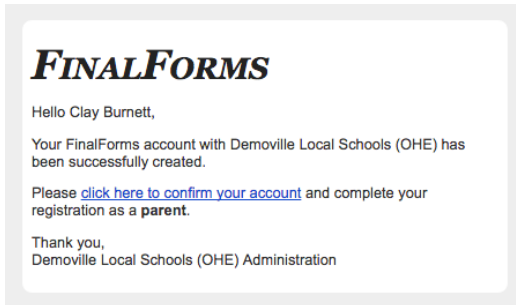 FINALFORMS
Hello Clay Burnett,
Your FinalForms account with Demoville Local Schools (OHE) has
been successfully created.
Please click here to confirm your account and complete your
registration as a parent.
Thank you,
Demoville Local Schools (OHE) Administration